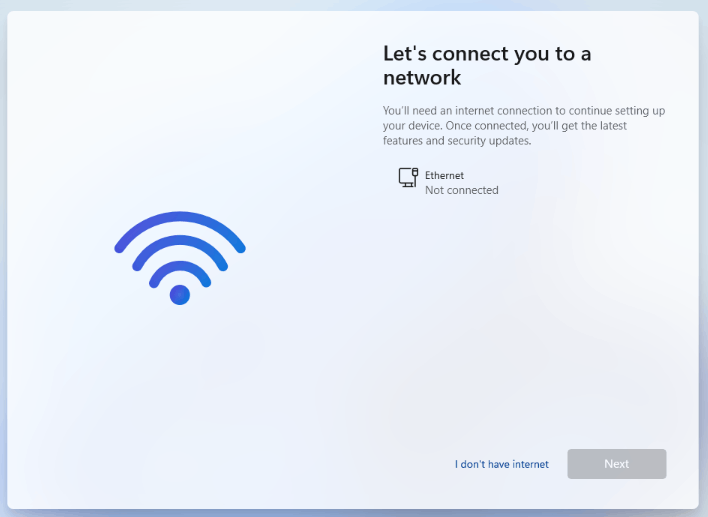 Let's connect you to a
network
You'll need an internet connection to continue setting up
your device. Once connected, you'll get the latest
features and security updates.
Ethernet
Not connected
I don't have internet
Next